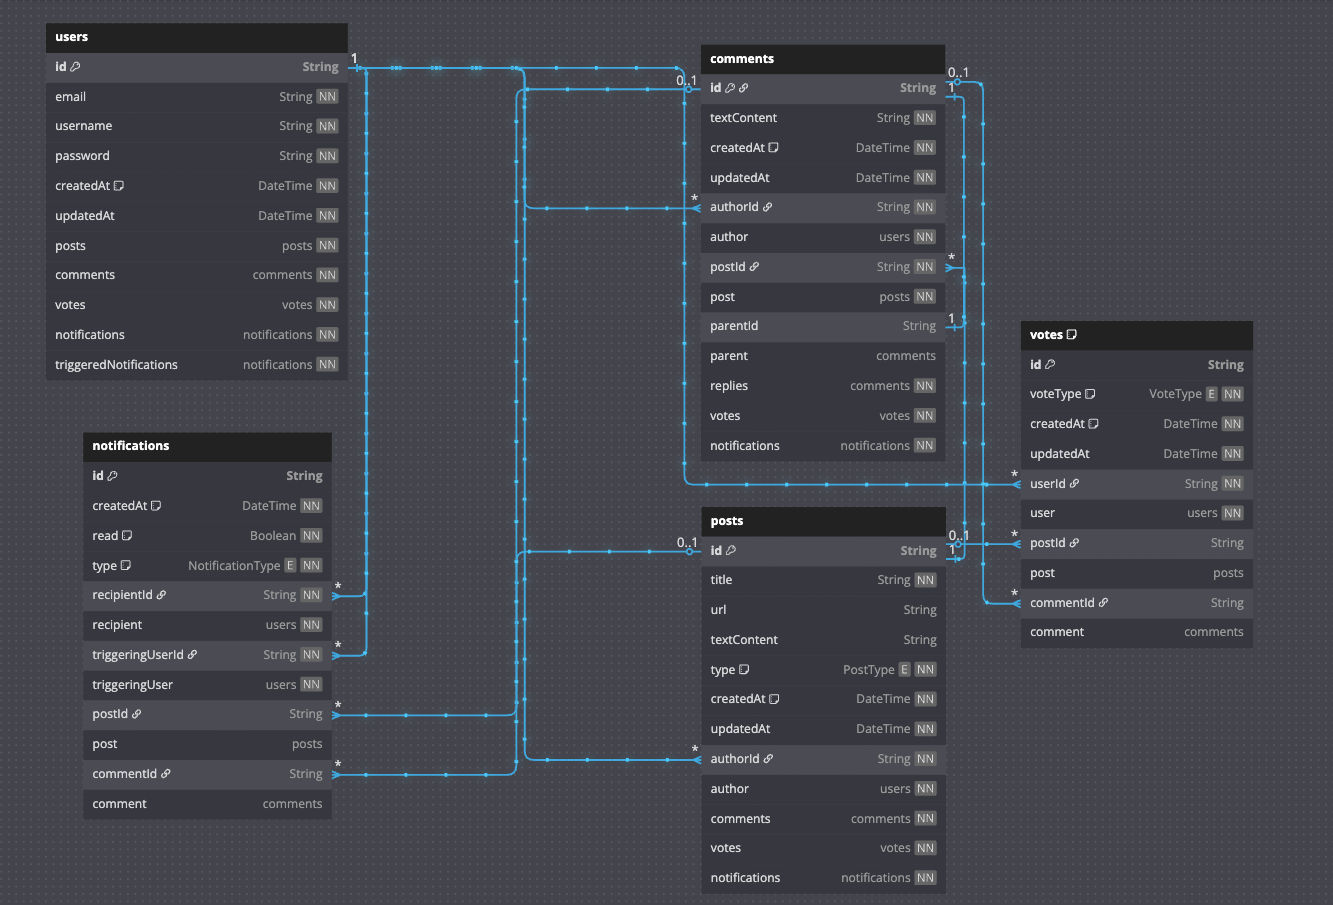 users
id String
email String NN
username String NN
password String NN
createdAt DateTime NN
updatedAt DateTime NN
posts posts NN
comments comments NN
votes votes NN
notifications notifications NN
triggeredNotifications notifications NN
1
notifications
id String
createdAt DateTime NN
read Boolean NN
type NotificationType E NN
recipientId String NN
*
recipient users NN
triggeringUserId String NN
*
triggeringUser users NN
postId String
*
post posts
commentId String
*
comment comments
comments
0..1
id String
0..1
1
textContent String NN
createdAt DateTime NN
updatedAt DateTime NN
*
authorId String NN
author users NN
postId String NN
*
post posts NN
parentId String
1
parent comments
replies comments NN
votes votes NN
notifications notifications NN
posts
0..1
id String
0..1
1
title String NN
url String
textContent String
type PostType E NN
createdAt DateTime NN
updatedAt DateTime NN
*
authorId String NN
author users NN
comments comments NN
votes votes NN
notifications notifications NN
votes
id String
voteType VoteType E NN
createdAt DateTime NN
updatedAt DateTime NN
*
userId String NN
user users NN
*
postId String
post posts
*
commentId String
comment comments